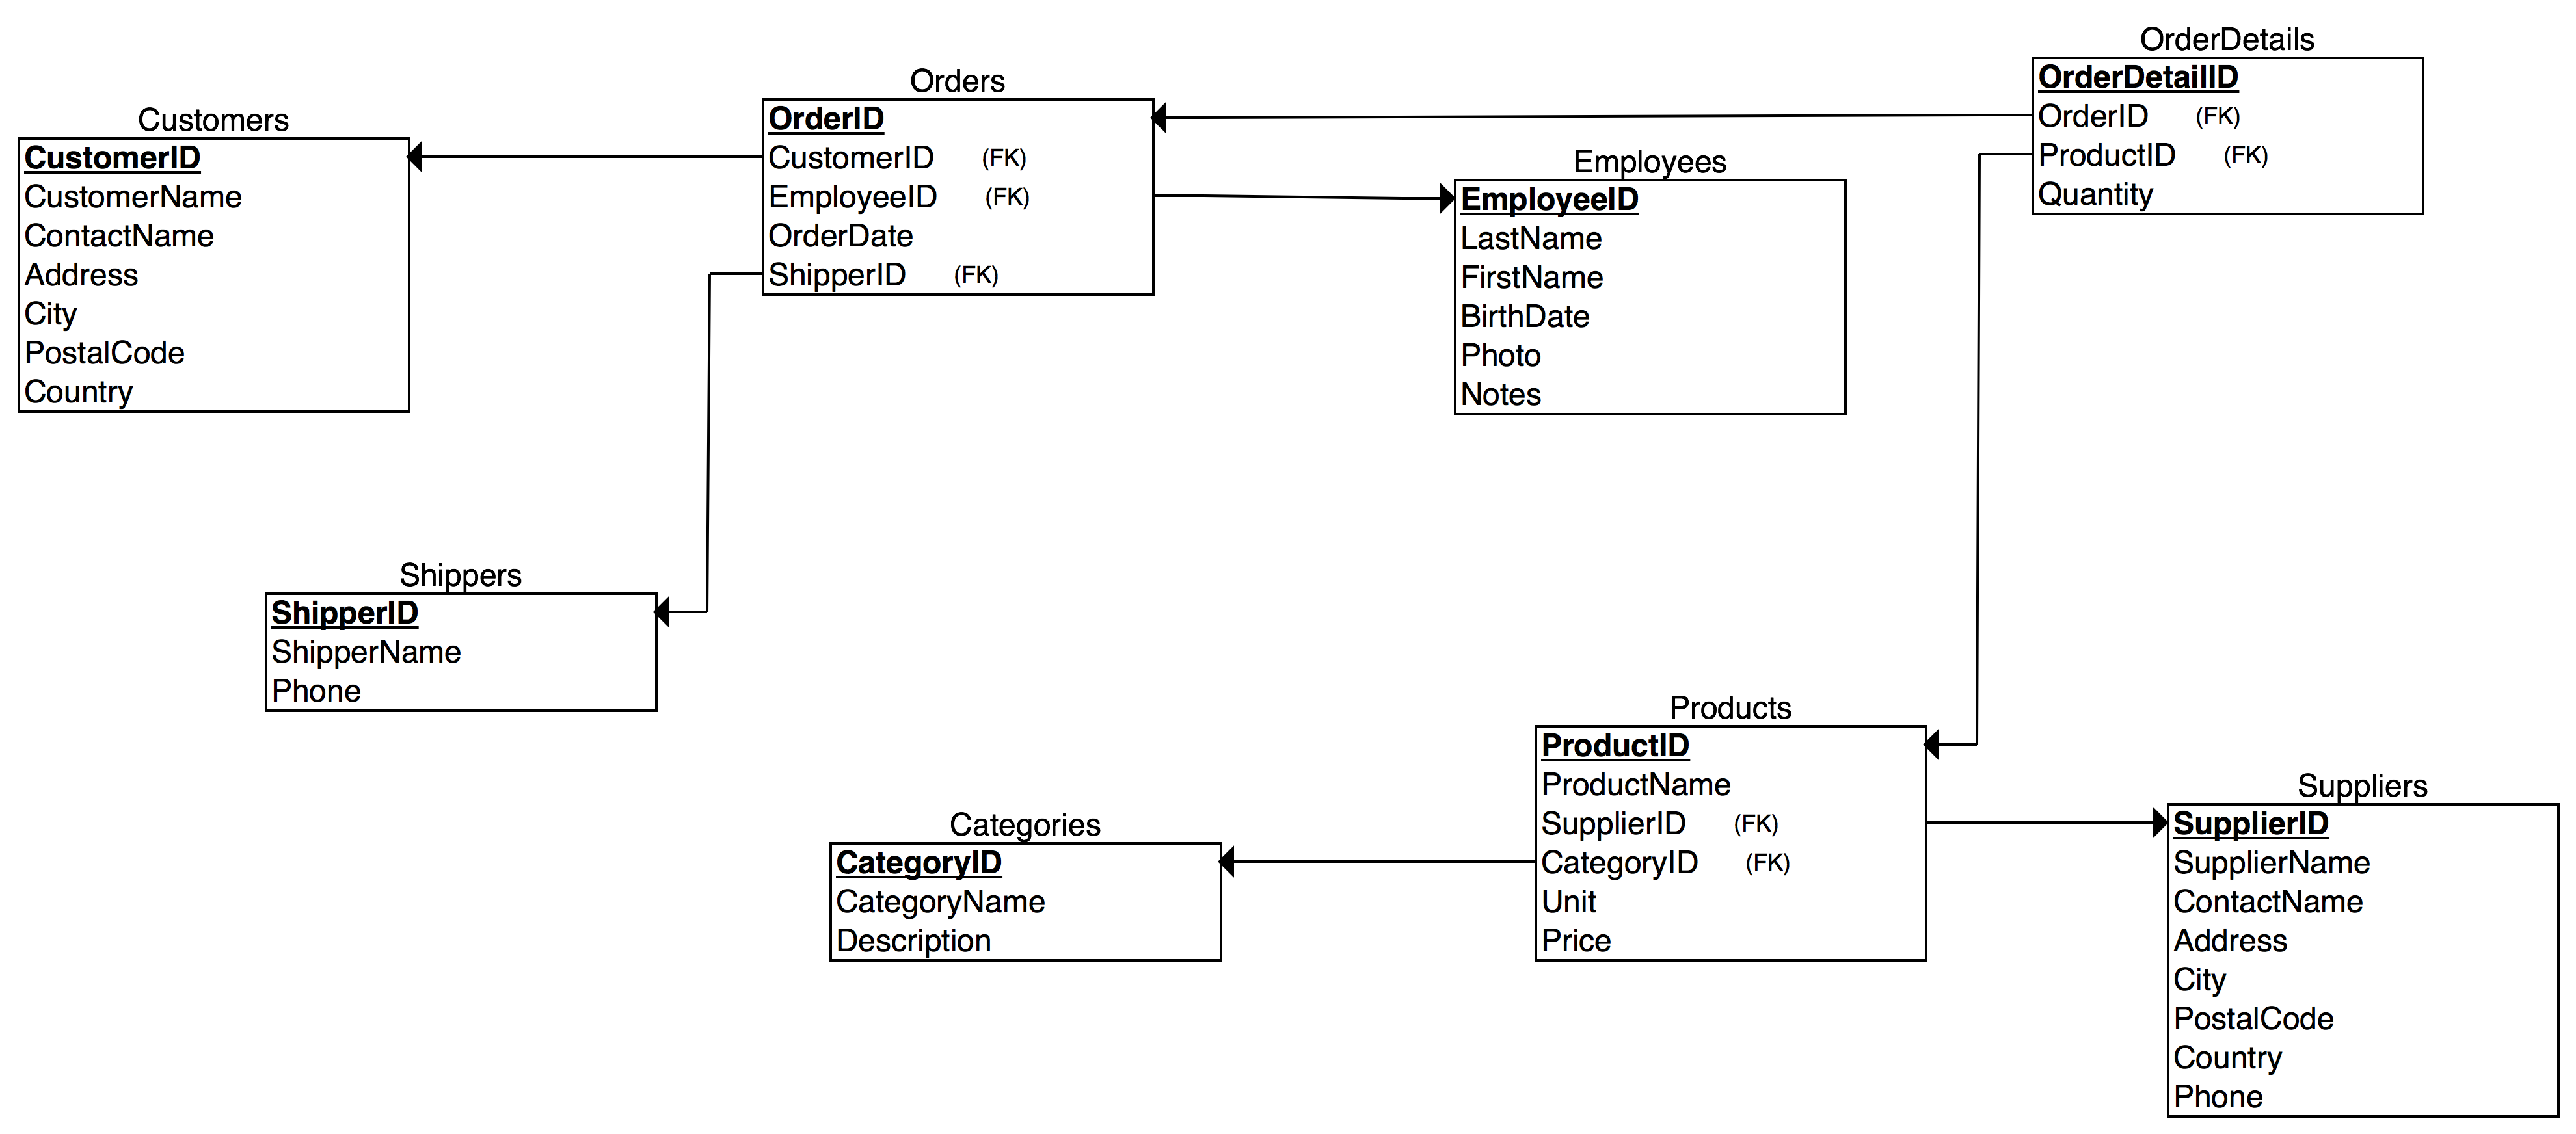 Customers
CustomerID
CustomerName
ContactName
Address
City
PostalCode
Country
Orders
OrderID
CustomerID (FK)
EmployeeID (FK)
OrderDate
ShipperID (FK)
Employees
EmployeeID
LastName
FirstName
BirthDate
Photo
Notes
OrderDetails
OrderDetailID
OrderID (FK)
ProductID (FK)
Quantity
Shippers
ShipperID
ShipperName
Phone
Categories
CategoryID
CategoryName
Description
Products
ProductID
ProductName
SupplierID (FK)
CategoryID (FK)
Unit
Price
Suppliers
SupplierID
SupplierName
ContactName
Address
City
PostalCode
Country
Phone